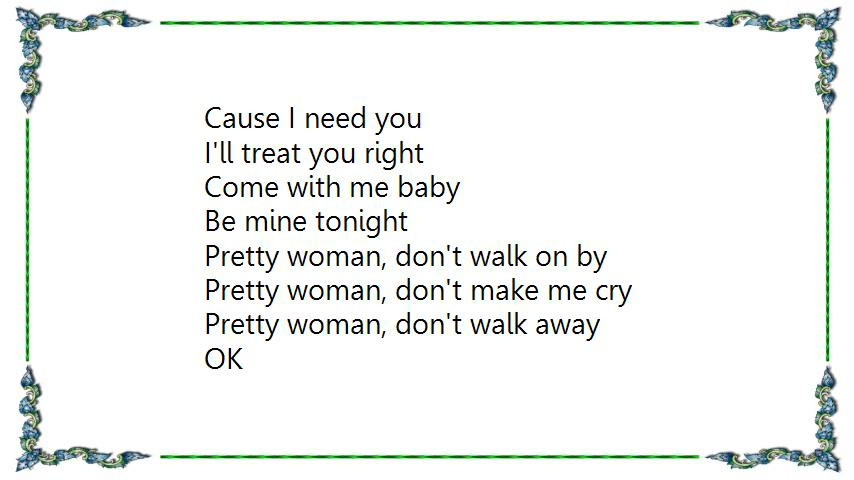 Cause I need you
I'll treat you right
Come with me baby
Be mine tonight
Pretty woman, don't walk on by
Pretty woman, don't make me cry
Pretty woman, don't walk away
OK